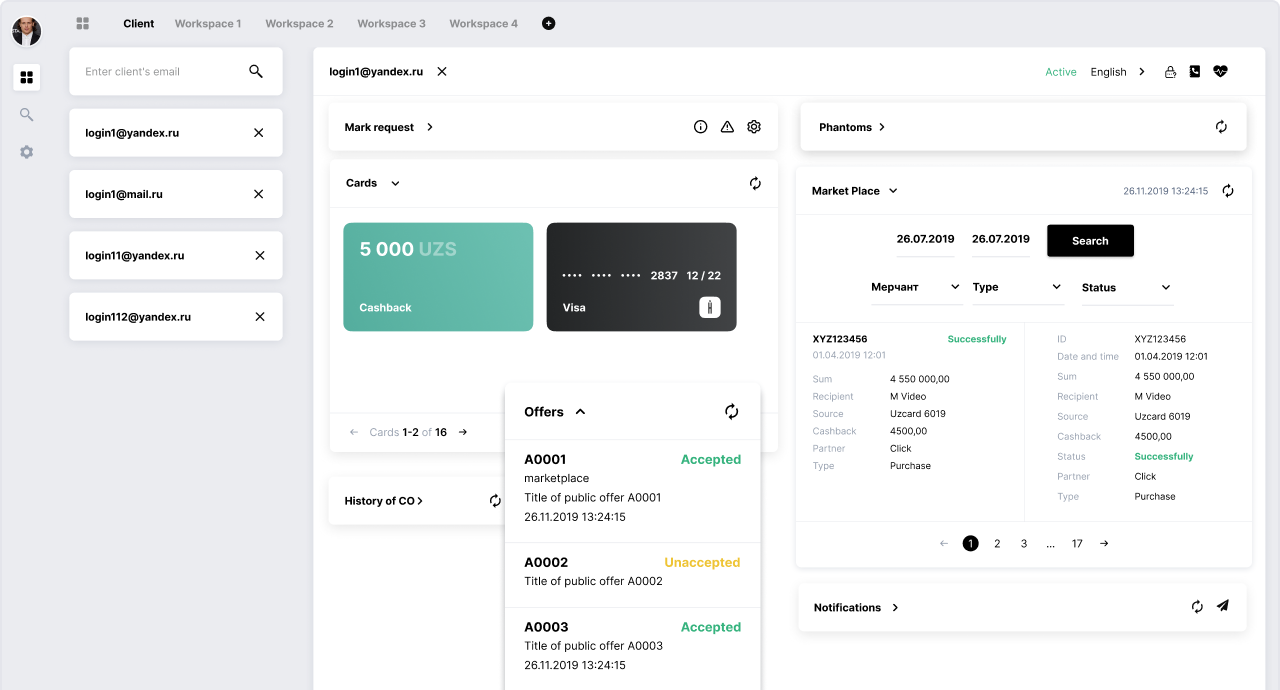 Client Workspace 1 Workspace 2 Workspace 3 Workspace 4
Enter client's email
login1@yandex.ru
login1@mail.ru
login11@yandex.ru
login112@yandex.ru
login1@yandex.ru
Active English
Mark request
Cards
5 000 UZS
Cashback
•••• •••• •••• 2837 12 / 22
Visa
Cards 1-2 of 16
History of CO
Offers
A0001 Accepted
marketplace
Title of public offer A0001
26.11.2019 13:24:15
A0002 Unaccepted
Title of public offer A0002
A0003 Accepted
Title of public offer A0003
26.11.2019 13:24:15
Phantoms
Market Place 26.11.2019 13:24:15
26.07.2019 26.07.2019 Search
Мерчант Type Status
XYZ123456 Successfully
01.04.2019 12:01
Sum 4 550 000,00
Recipient M Video
Source Uzcard 6019
Cashback 4500,00
Partner Click
Type Purchase
ID XYZ123456
Date and time 01.04.2019 12:01
Sum 4 550 000,00
Recipient M Video
Source Uzcard 6019
Cashback 4500,00
Status Successfully
Partner Click
Type Purchase
1 2 3 ... 17
Notifications